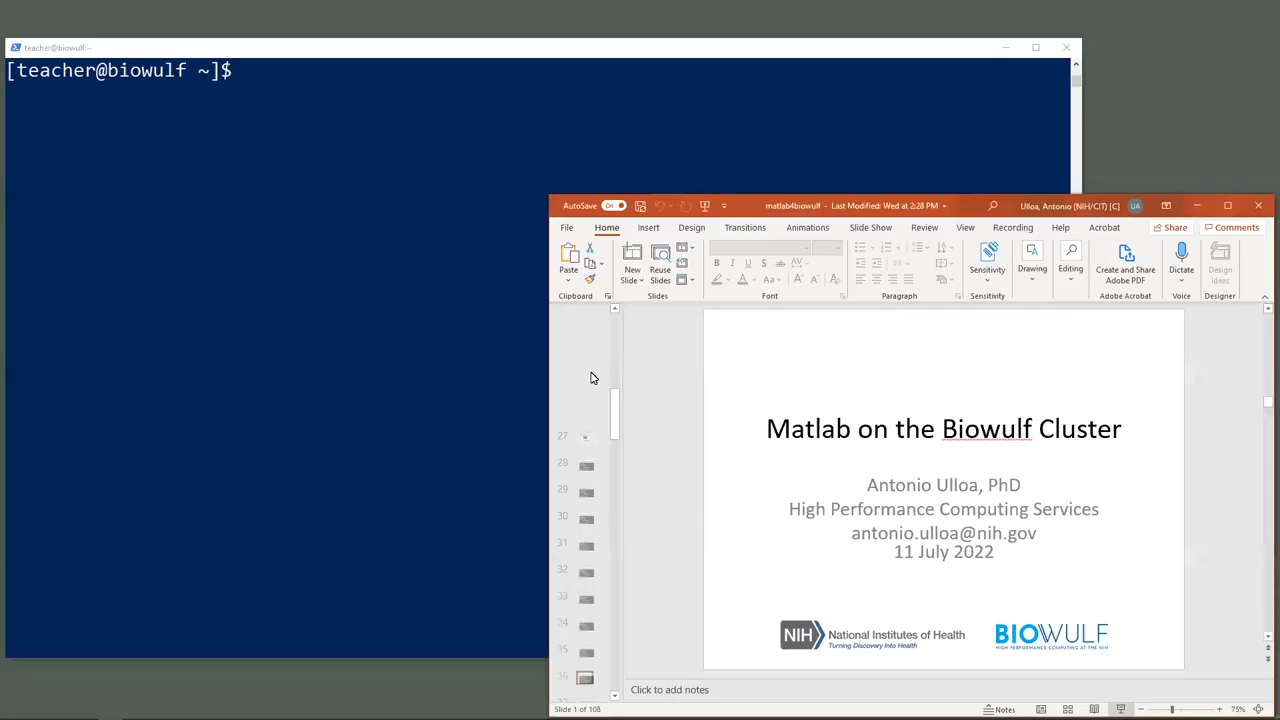 teacher@biowulf:~
[teacher@biowulf ~]$
AutoSave On matlab4biowulf - Last Modified: Wed at 2:28 PM Ulloa, Antonio (NIH/CIT) [C] UA
File Home Insert Design Transitions Animations Slide Show Review View Recording Help Acrobat Share Comments
Paste New Slide Reuse Slides Sensitivity Drawing Editing Create and Share Adobe PDF Dictate Design Ideas
B I U S ab AV Aa A
Clipboard Slides Font Paragraph Sensitivity Adobe Acrobat Voice Designer
27
28
29
30
31
32
33
34
35
36
37
Matlab on the Biowulf Cluster
Antonio Ulloa, PhD
High Performance Computing Services
antonio.ulloa@nih.gov
11 July 2022
NIH National Institutes of Health
Turning Discovery Into Health
BIOWULF
HIGH PERFORMANCE COMPUTING AT THE NIH
Click to add notes
Slide 1 of 108 Notes 75%